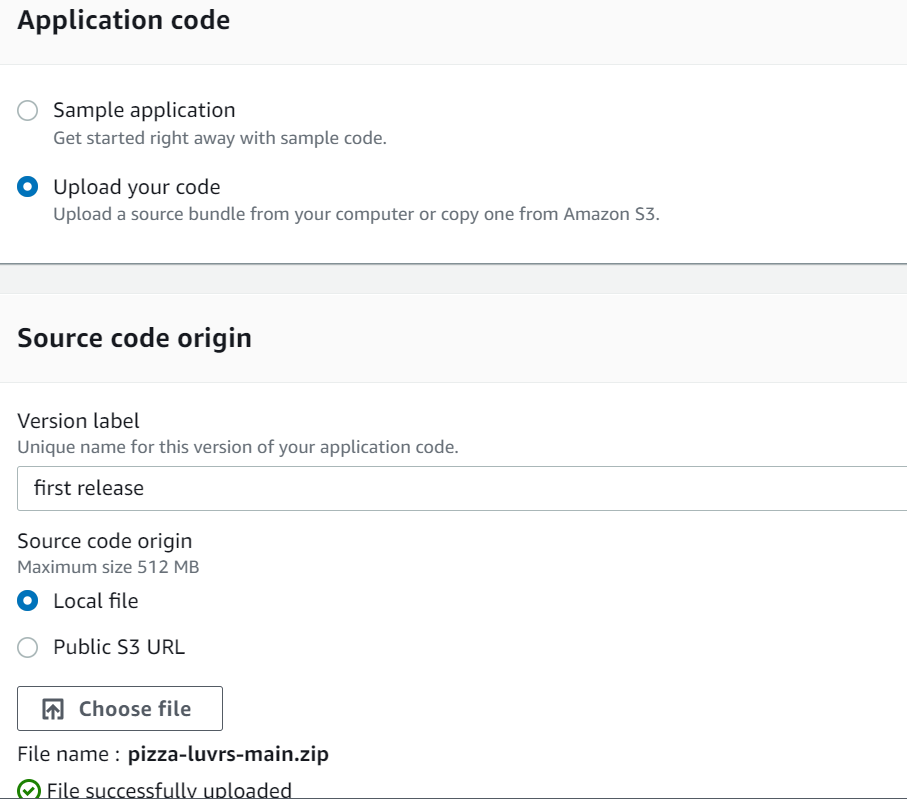 Application code
Sample application
Get started right away with sample code.
Upload your code
Upload a source bundle from your computer or copy one from Amazon S3.
Source code origin
Version label
Unique name for this version of your application code.
first release
Source code origin
Maximum size 512 MB
Local file
Public S3 URL
Choose file
File name : pizza-luvrs-main.zip
File successfully uploaded